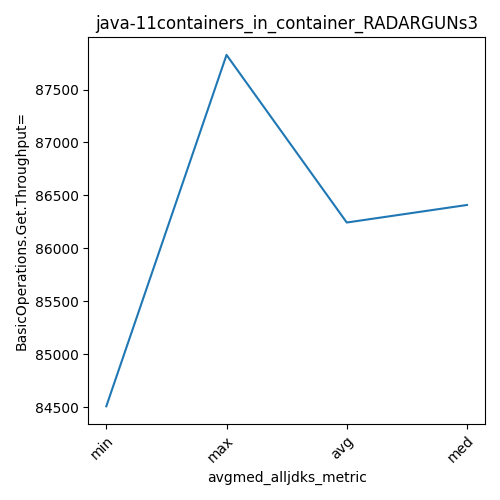 java-11containers_in_container_RADARGUNs3
BasicOperations.Get.Throughput=
87500
87000
86500
86000
85500
85000
84500
min
max
avg
med
avgmed_alljdks_metric